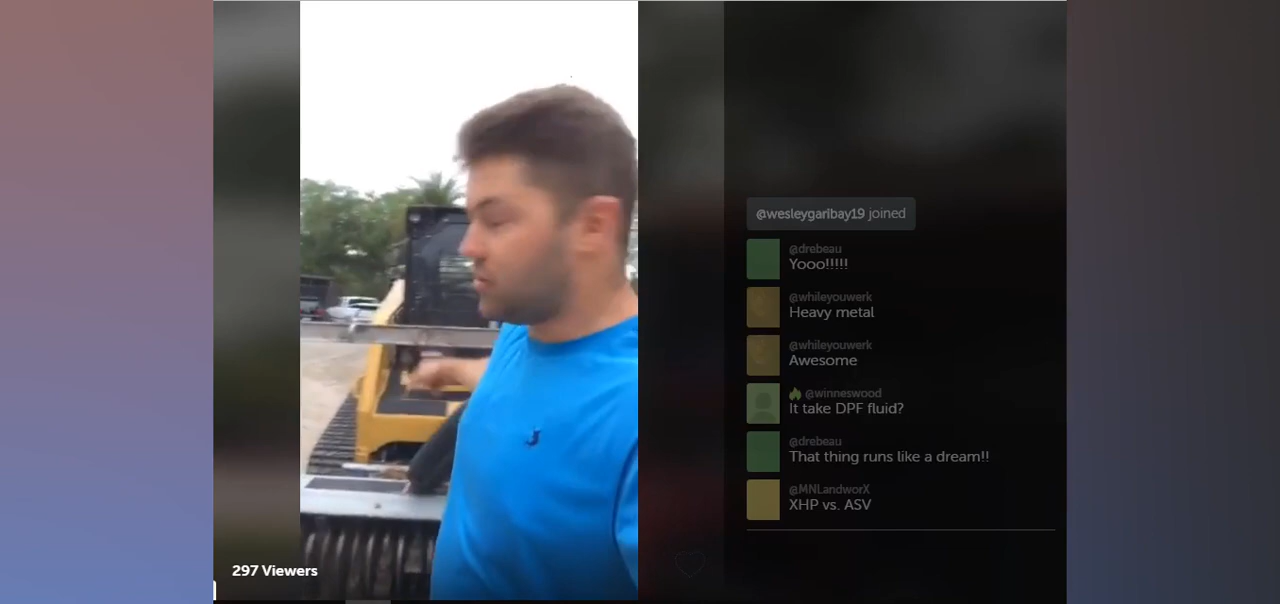 @wesleygaribay19 joined
@drebeau
Yooo!!!!!
@whileyouwerk
Heavy metal
@whileyouwerk
Awesome
@winneswood
It take DPF fluid?
@drebeau
That thing runs like a dream!!
@MNLandworX
XHP vs. ASV
297 Viewers